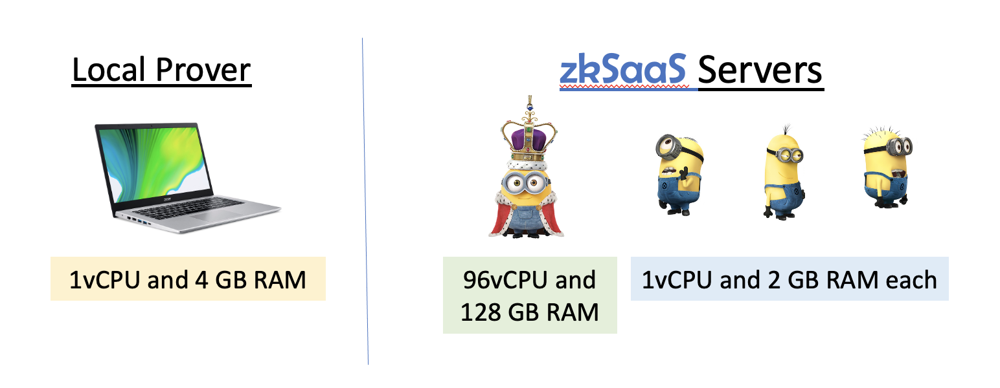 Local Prover
zkSaaS Servers
1vCPU and 4 GB RAM
96vCPU and
128 GB RAM
1vCPU and 2 GB RAM each